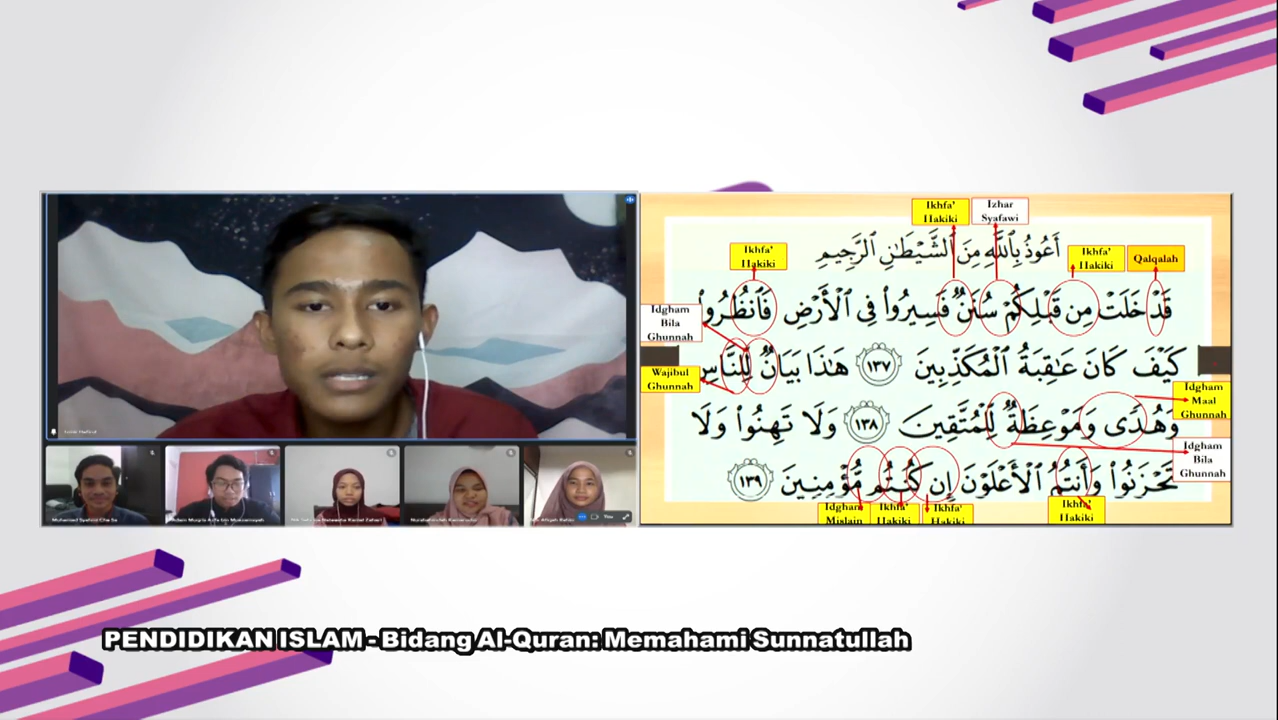 Ikhfa'
Hakiki
Izhar
Syafawi
Ikhfa'
Hakiki
Ikhfa'
Hakiki
Qalqalah
أَعُوذُ بِاللَّهِ مِنَ الشَّيْطَانِ الرَّجِيمِ
قَدْ خَلَتْ مِن قَبْلِكُمْ سُنَنٌ فَسِيرُوا۟ فِى ٱلْأَرْضِ فَٱنظُرُوا۟
Idgham
Bila
Ghunnah
كَيْفَ كَانَ عَٰقِبَةُ ٱلْمُكَذِّبِينَ ١٣٧ هَٰذَا بَيَانٌ لِّلنَّاسِ
Wajibul
Ghunnah
Idgham
Maal
Ghunnah
وَهُدًى وَمَوْعِظَةٌ لِّلْمُتَّقِينَ ١٣٨ وَلَا تَهِنُوا۟ وَلَا
Idgham
Bila
Ghunnah
تَحْزَنُوا۟ وَأَنتُمُ ٱلْأَعْلَوْنَ إِن كُنتُم مُّؤْمِنِينَ ١٣٩
Idgham
Mislain
Ikhfa'
Hakiki
Ikhfa'
Hakiki
Ikhfa'
Hakiki
You
PENDIDIKAN ISLAM - Bidang Al-Quran: Memahami Sunnatullah